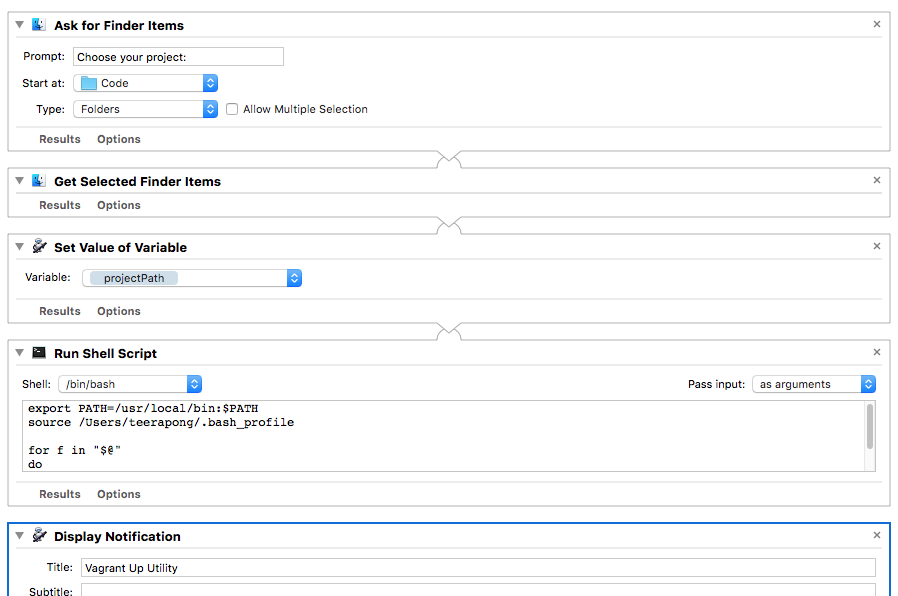 Ask for Finder Items
Prompt: Choose your project:
Start at: Code
Type: Folders Allow Multiple Selection
Results Options
Get Selected Finder Items
Results Options
Set Value of Variable
Variable: projectPath
Results Options
Run Shell Script
Shell: /bin/bash Pass input: as arguments
export PATH=/usr/local/bin:$PATH
source /Users/teerapong/.bash_profile
for f in "$@"
do
Results Options
Display Notification
Title: Vagrant Up Utility
Subtitle: